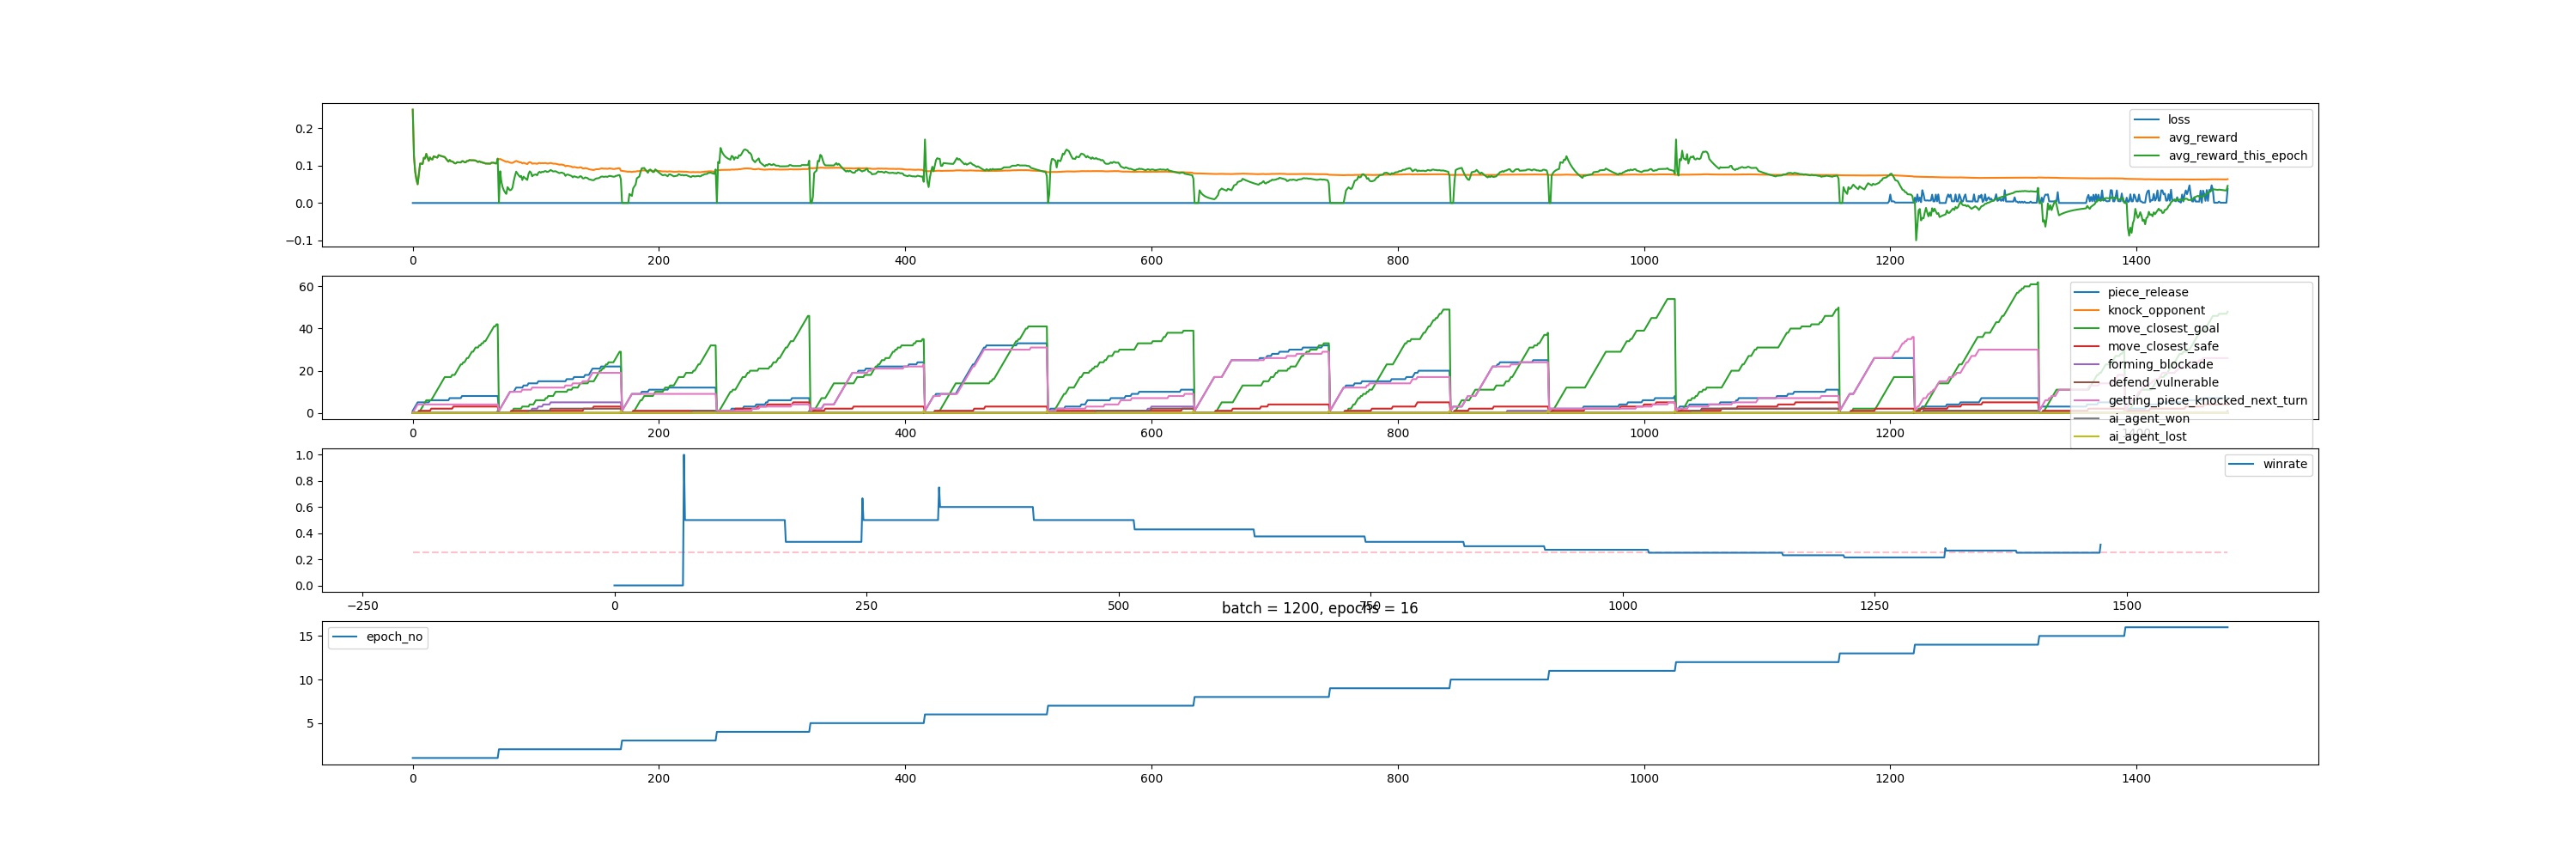 0.2
0.1
0.0
−0.1
loss
avg_reward
avg_reward_this_epoch
0 200 400 600 800 1000 1200 1400
60
40
20
0
piece_release
knock_opponent
move_closest_goal
move_closest_safe
forming_blockade
defend_vulnerable
getting_piece_knocked_next_turn
ai_agent_won
ai_agent_lost
0 200 400 600 800 1000 1200 1400
1.0
0.8
0.6
0.4
0.2
0.0
winrate
−250 0 250 500 750 1000 1250 1500
batch = 1200, epochs = 16
15
10
5
epoch_no
0 200 400 600 800 1000 1200 1400